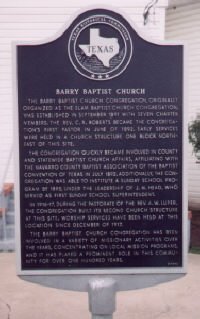 TEXAS
BARRY BAPTIST CHURCH
THE BARRY BAPTIST CHURCH CONGREGATION, ORIGINALLY
ORGANIZED AS THE ELAM BAPTIST CHURCH CONGREGATION,
WAS ESTABLISHED IN SEPTEMBER 1891 WITH SEVEN CHARTER
MEMBERS. THE REV. C. N. ROBERTS BECAME THE CONGREGA-
TION'S FIRST PASTOR IN JUNE OF 1892. EARLY SERVICES
WERE HELD IN A CHURCH STRUCTURE ONE BLOCK NORTH-
EAST OF THIS SITE.
THE CONGREGATION QUICKLY BECAME INVOLVED IN COUNTY
AND STATEWIDE BAPTIST CHURCH AFFAIRS, AFFILIATING WITH
THE NAVARRO COUNTY BAPTIST ASSOCIATION OF THE BAPTIST
CONVENTION OF TEXAS IN JULY 1892. ADDITIONALLY, THE CON-
GREGATION WAS ABLE TO INSTITUTE A SUNDAY SCHOOL PRO-
GRAM BY 1895 UNDER THE LEADERSHIP OF J. M. HEAD, WHO
SERVED AS FIRST SUNDAY SCHOOL SUPERINTENDENT.
IN 1916-17, DURING THE PASTORATE OF THE REV. A. W. LUPER,
THE CONGREGATION BUILT ITS SECOND CHURCH STRUCTURE
AT THIS SITE. WORSHIP SERVICES HAVE BEEN HELD AT THIS
LOCATION SINCE DECEMBER OF 1917.
THE BARRY BAPTIST CHURCH CONGREGATION HAS BEEN
INVOLVED IN A VARIETY OF MISSIONARY ACTIVITIES OVER
THE YEARS, CONCENTRATING ON LOCAL MISSION PROGRAMS,
AND IT HAS PLAYED A PROMINENT ROLE IN THIS COMMU-
NITY FOR OVER ONE HUNDRED YEARS.